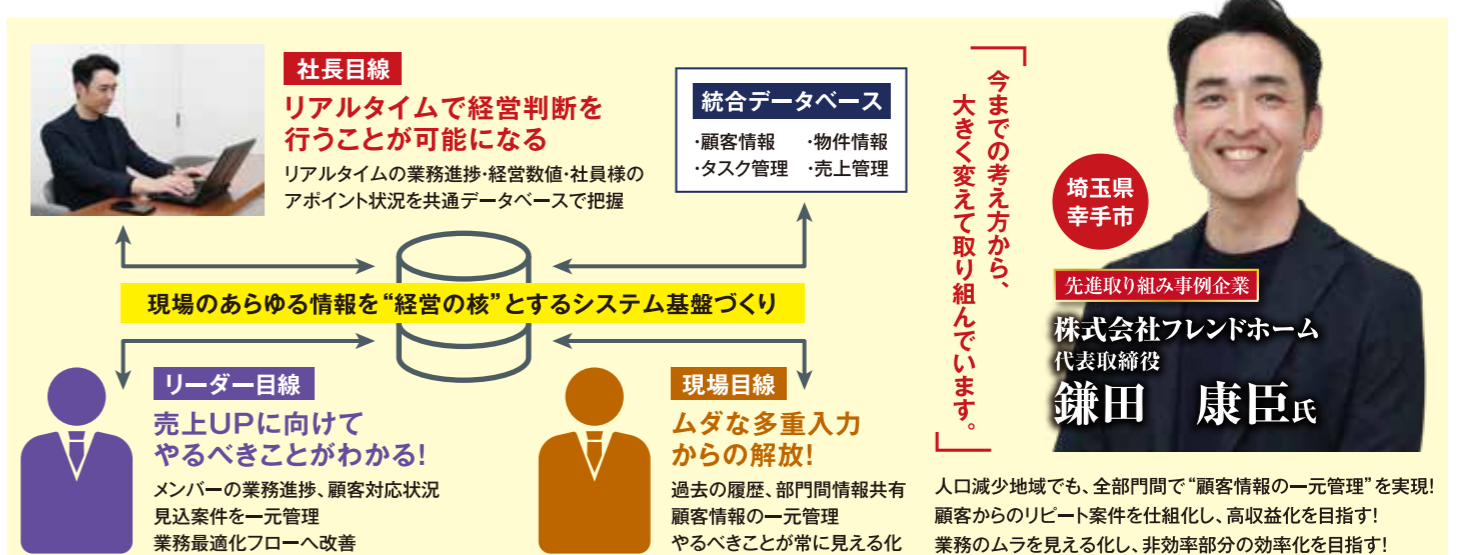 社長目線
リアルタイムで経営判断を
行うことが可能になる
リアルタイムの業務進捗・経営数値・社員様の
アポイント状況を共通データベースで把握
統合データベース
・顧客情報 ・物件情報
・タスク管理 ・売上管理
現場のあらゆる情報を“経営の核”とするシステム基盤づくり
リーダー目線
売上UPに向けて
やるべきことがわかる!
メンバーの業務進捗、顧客対応状況
見込案件を一元管理
業務最適化フローへ改善
現場目線
ムダな多重入力
からの解放!
過去の履歴、部門間情報共有
顧客情報の一元管理
やるべきことが常に見える化
「今までの考え方から、
大きく変えて取り組んでいます。」
埼玉県
幸手市
先進取り組み事例企業
株式会社フレンドホーム
代表取締役
鎌田 康臣氏
人口減少地域でも、全部門間で“顧客情報の一元管理”を実現!
顧客からのリピート案件を仕組化し、高収益化を目指す!
業務のムラを見える化し、非効率部分の効率化を目指す!